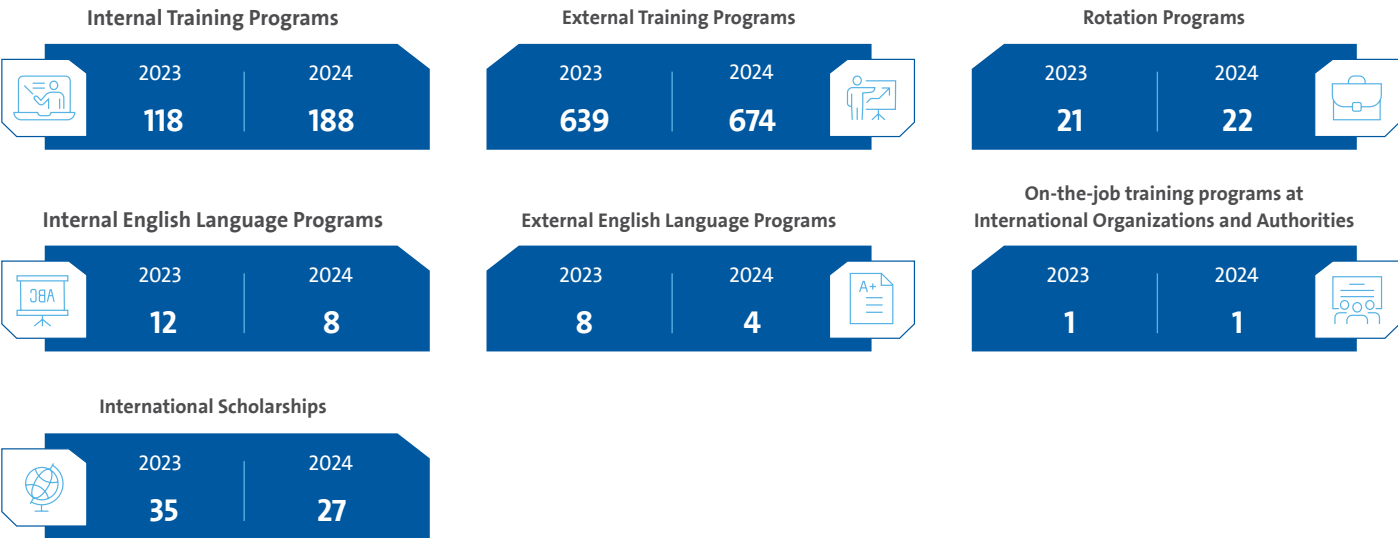 Internal Training Programs
2023 2024
118 188
External Training Programs
2023 2024
639 674
Rotation Programs
2023 2024
21 22
Internal English Language Programs
2023 2024
12 8
ABC
External English Language Programs
2023 2024
8 4
A+
On-the-job training programs at
International Organizations and Authorities
2023 2024
1 1
International Scholarships
2023 2024
35 27